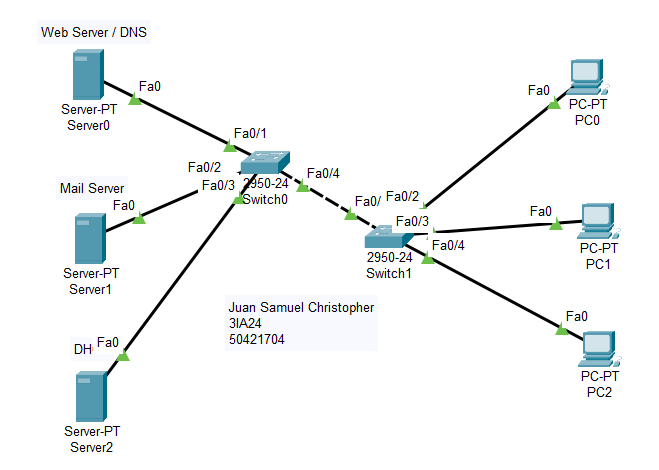 Web Server / DNS
Fa0
Server-PT
Server0
Fa0/1
Mail Server
Fa0
Server-PT
Server1
Fa0/2
Fa0/3
Fa0/4
2950-24
Switch0
Fa0
Server-PT
Server2
Fa0/
Fa0/2
Fa0/3
Fa0/4
2950-24
Switch1
Fa0
PC-PT
PC0
Fa0
PC-PT
PC1
Fa0
PC-PT
PC2
Juan Samuel Christopher
3IA24
50421704